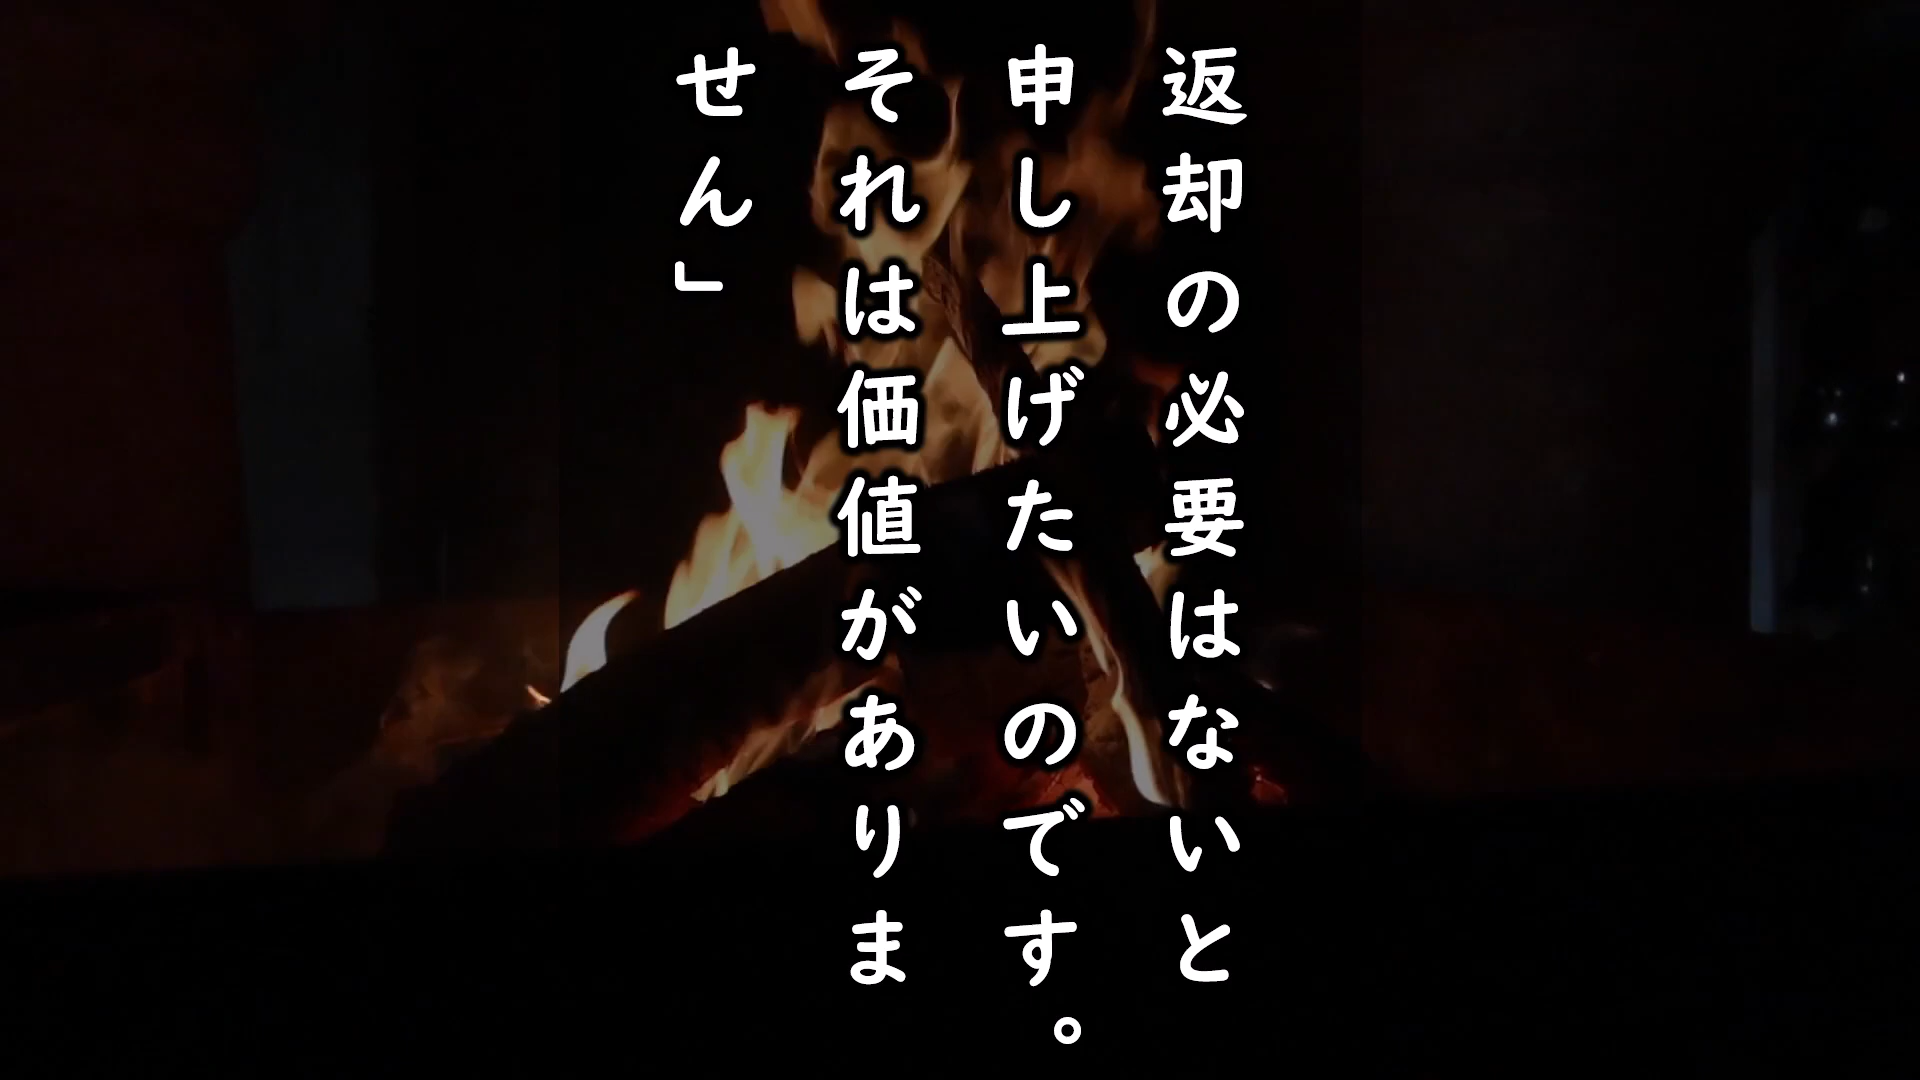 返却の必要はないと
申し上げたいのです。
それは価値がありま
せん」